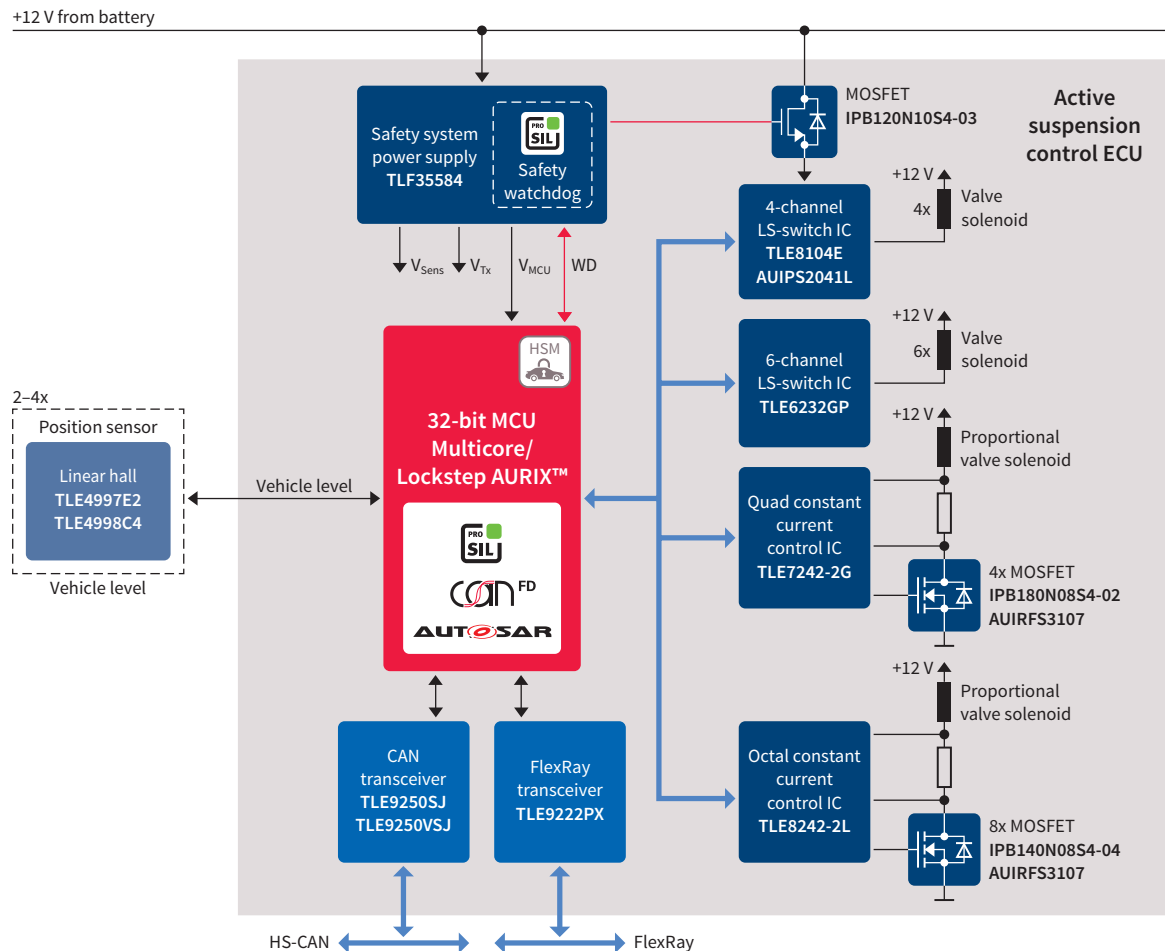 +12 V from battery
Active
suspension
control ECU
Safety system
power supply
TLF35584
PRO
SIL
Safety
watchdog
MOSFET
IPB120N10S4-03
4-channel
LS-switch IC
TLE8104E
AUIPS2041L
+12 V
4x
Valve
solenoid
VSens
VTx
VMCU
WD
6-channel
LS-switch IC
TLE6232GP
+12 V
6x
Valve
solenoid
HSM
32-bit MCU
Multicore/
Lockstep AURIX™
PRO
SIL
CAN FD
AUTOSAR
2–4x
Position sensor
Linear hall
TLE4997E2
TLE4998C4
Vehicle level
Vehicle level
Quad constant
current
control IC
TLE7242-2G
+12 V
Proportional
valve solenoid
4x MOSFET
IPB180N08S4-02
AUIRFS3107
CAN
transceiver
TLE9250SJ
TLE9250VSJ
FlexRay
transceiver
TLE9222PX
Octal constant
current
control IC
TLE8242-2L
+12 V
Proportional
valve solenoid
8x MOSFET
IPB140N08S4-04
AUIRFS3107
HS-CAN
FlexRay